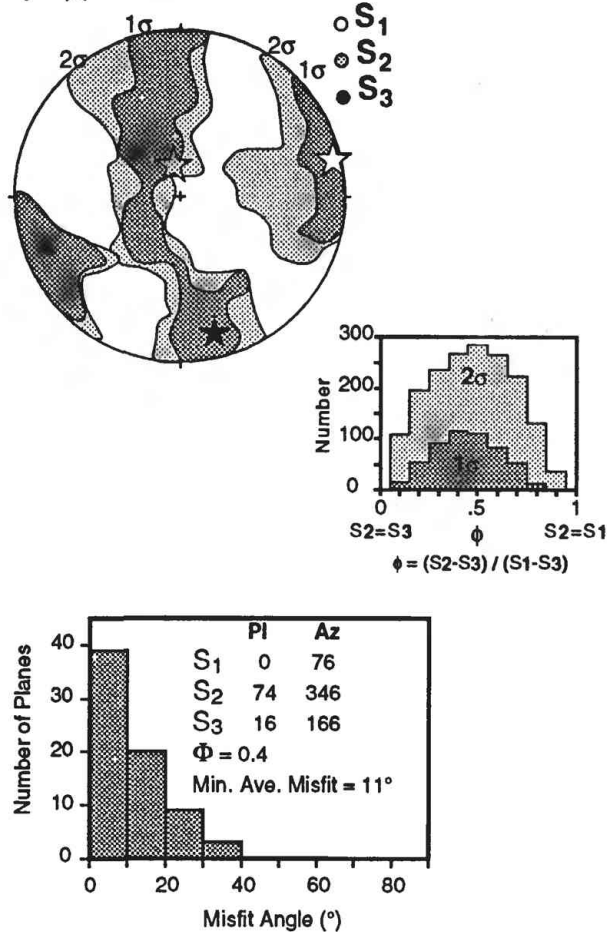 1σ
2σ
2σ
1σ
S1
S2
S3
300
200
100
0
Number
2σ
1σ
0 .5 1
S2=S3 ϕ S2=S1
ϕ = (S2-S3) / (S1-S3)
Pl Az
S1 0 76
S2 74 346
S3 16 166
Φ = 0.4
Min. Ave. Misfit = 11°
40
30
20
10
0
Number of Planes
0 20 40 60 80
Misfit Angle (°)